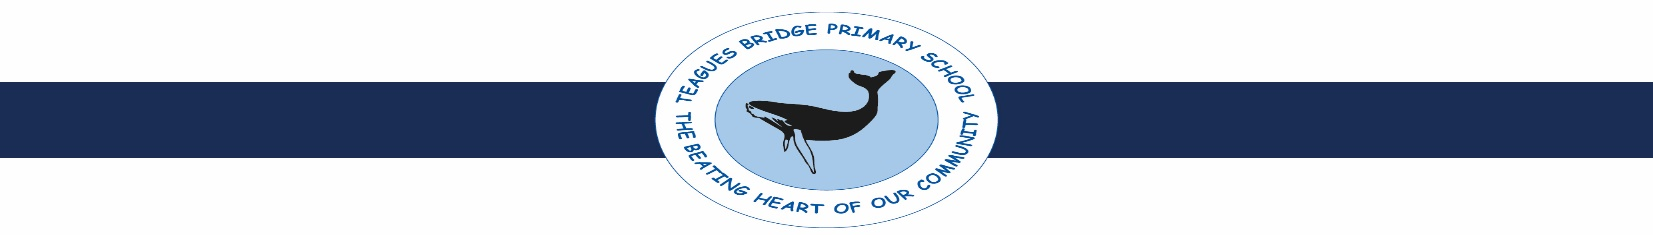 TEAGUES BRIDGE PRIMARY SCHOOL
THE BEATING HEART OF OUR COMMUNITY